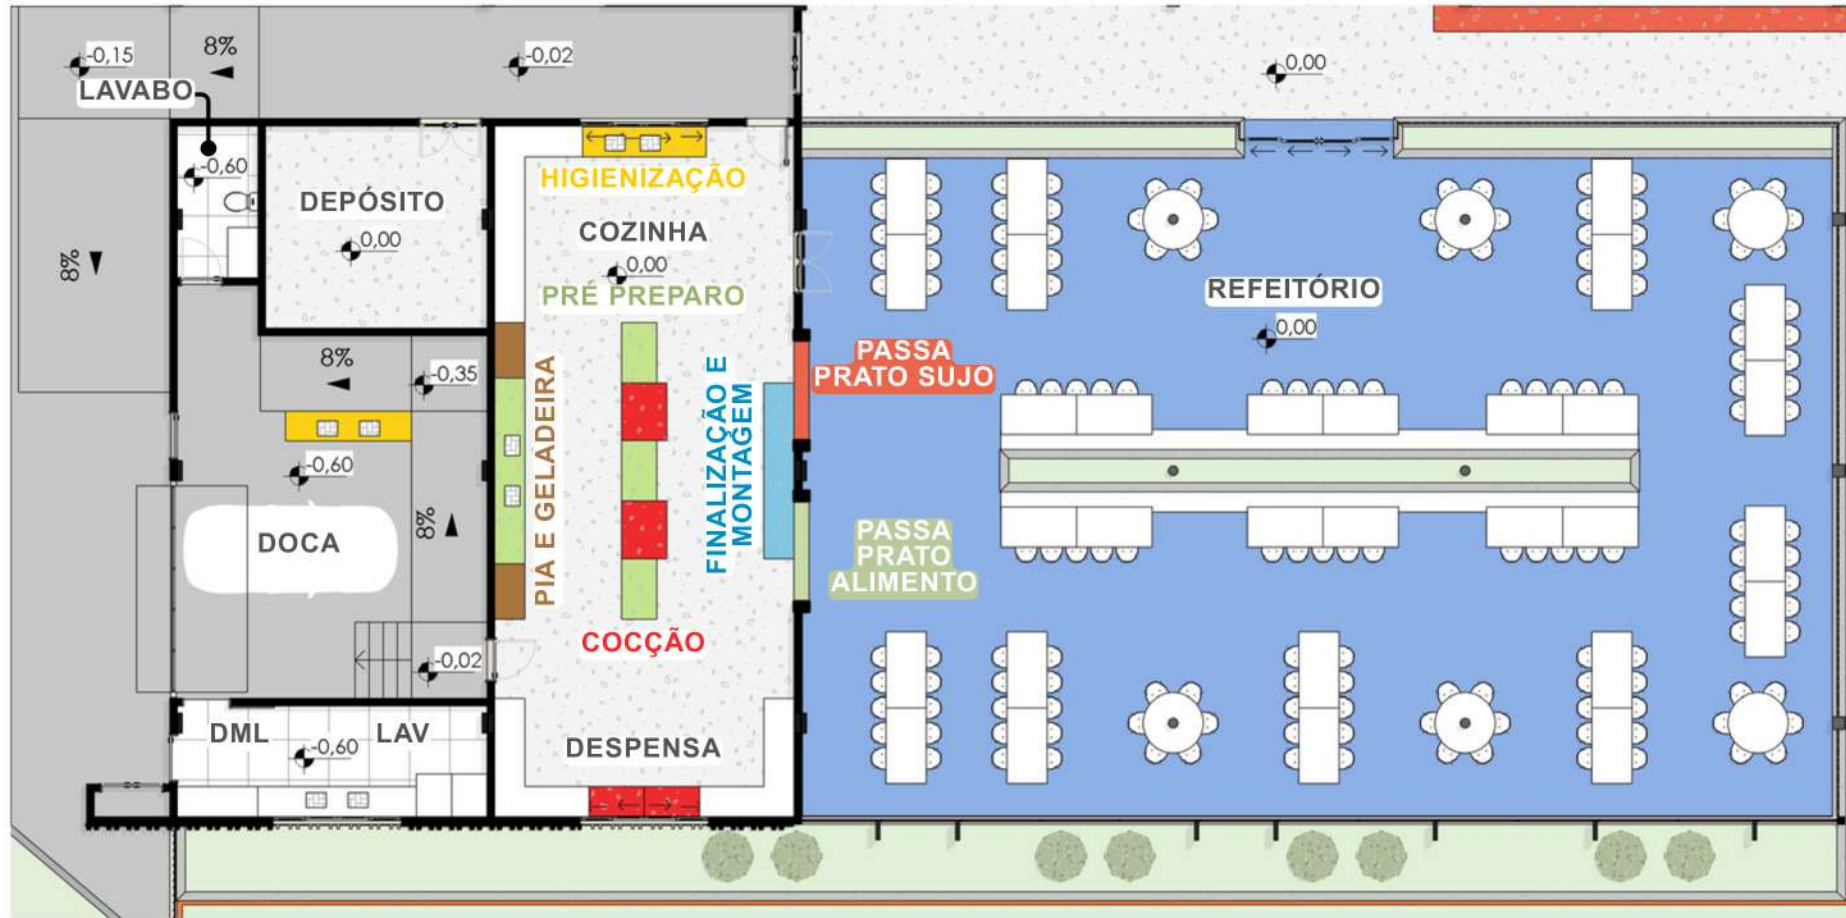 -0,15
8%
-0,02
0,00
LAVABO
-0,60
DEPÓSITO
0,00
HIGIENIZAÇÃO
COZINHA
0,00
PRÉ PREPARO
8%
REFEITÓRIO
0,00
8%
-0,35
PASSA
PRATO SUJO
PIA E GELADEIRA
FINALIZAÇÃO E
MONTAGEM
-0,60
DOCA
8%
PASSA
PRATO
ALIMENTO
COCÇÃO
-0,02
DML
LAV
-0,60
DESPENSA